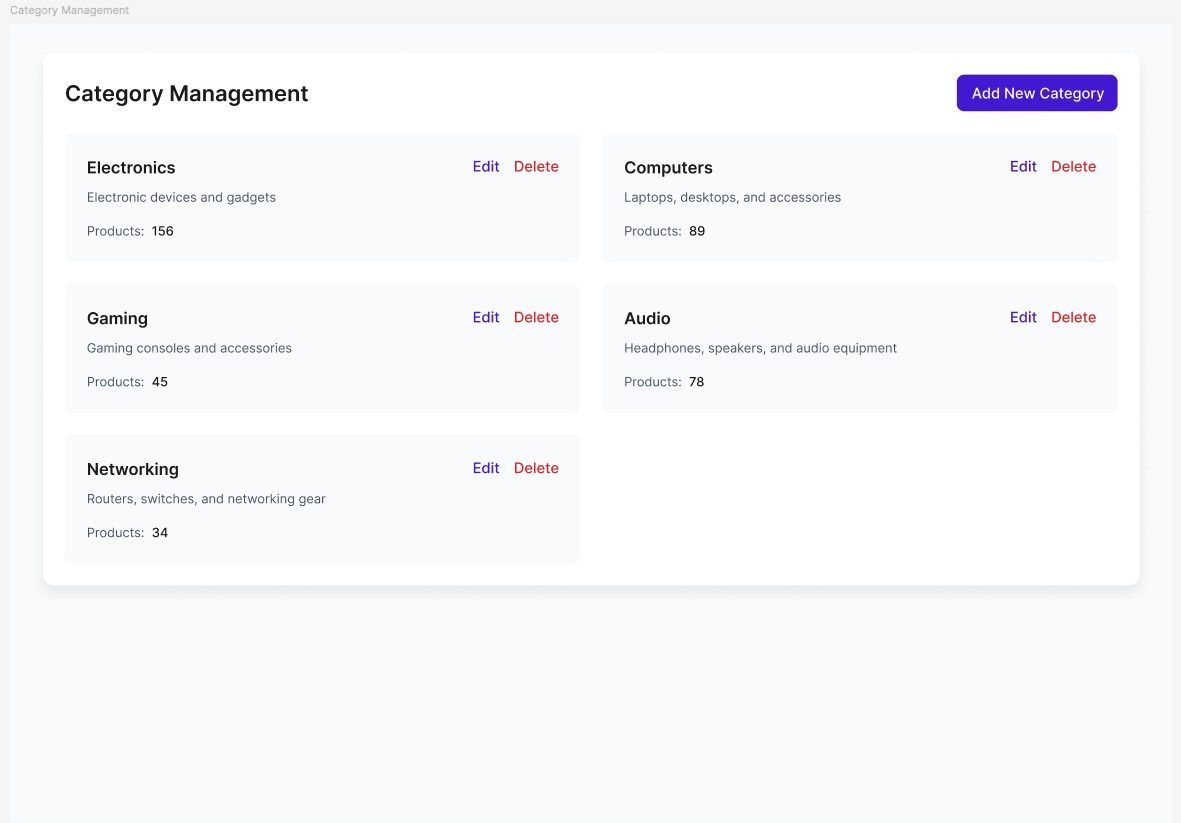 Category Management
Category Management
Add New Category
Electronics
Edit Delete
Electronic devices and gadgets
Products: 156
Computers
Edit Delete
Laptops, desktops, and accessories
Products: 89
Gaming
Edit Delete
Gaming consoles and accessories
Products: 45
Audio
Edit Delete
Headphones, speakers, and audio equipment
Products: 78
Networking
Edit Delete
Routers, switches, and networking gear
Products: 34